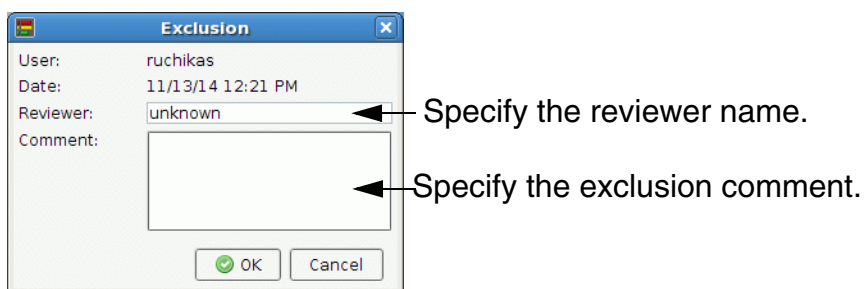 Exclusion
User: ruchikas
Date: 11/13/14 12:21 PM
Reviewer: unknown
Specify the reviewer name.
Comment:
Specify the exclusion comment.
OK Cancel